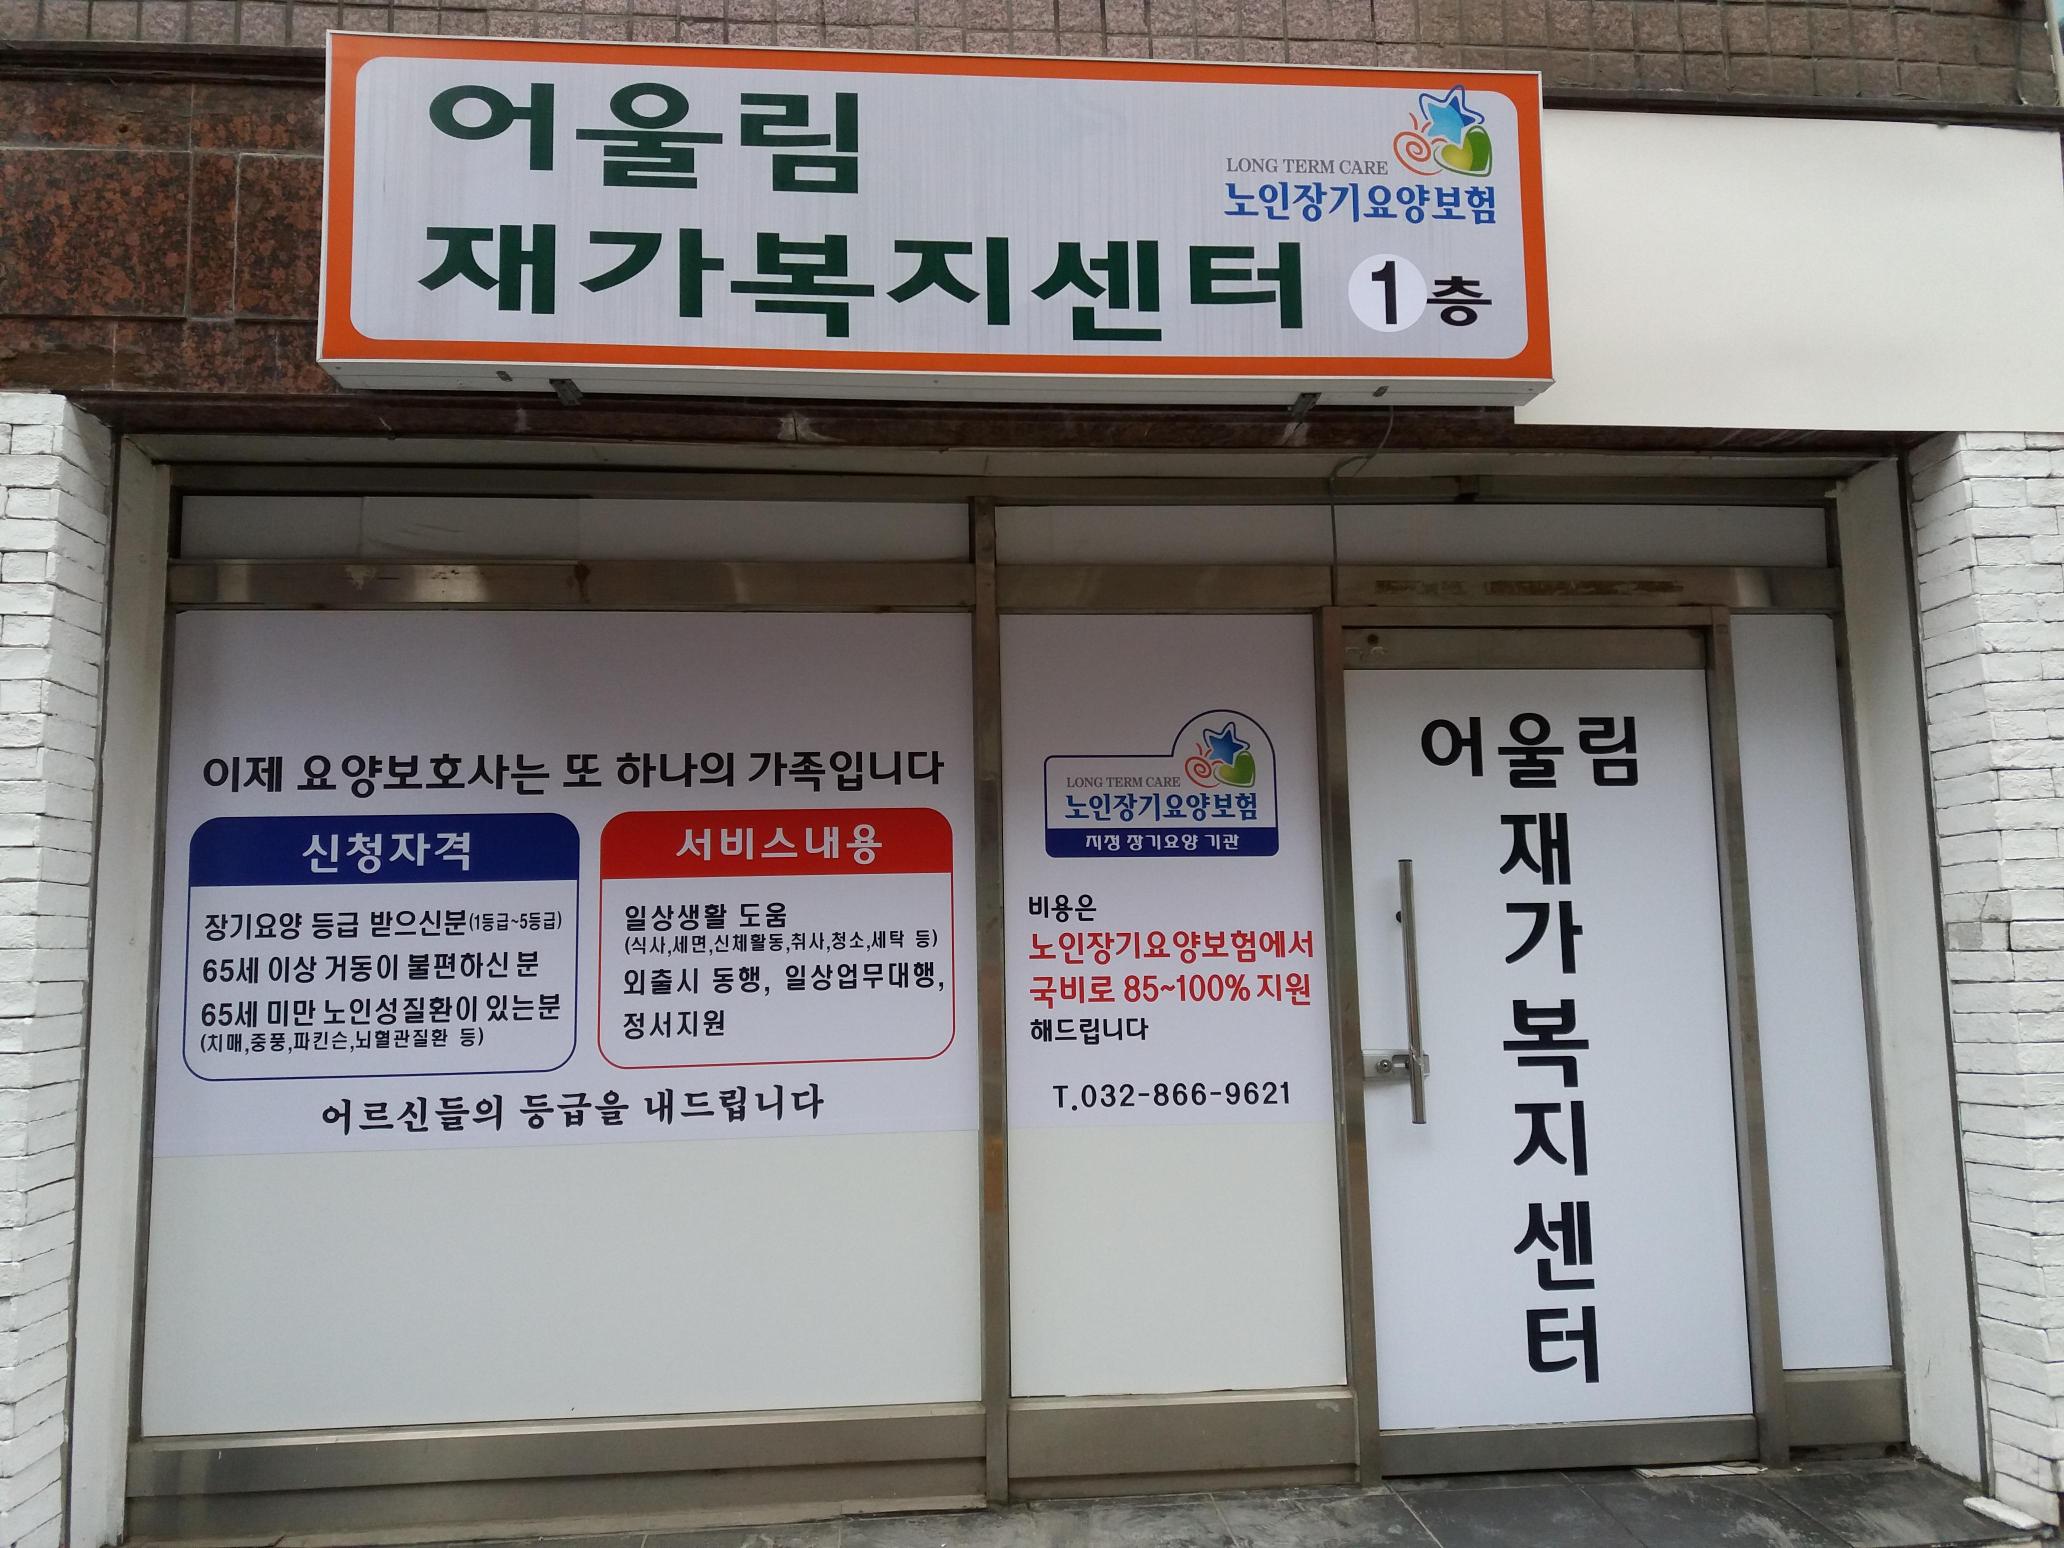 어울림
LONG TERM CARE
노인장기요양보험
재가복지센터 1층
이제 요양보호사는 또 하나의 가족입니다
신청자격
장기요양 등급 받으신분(1등급~5등급)
65세 이상 거동이 불편하신 분
65세 미만 노인성질환이 있는분
(치매,중풍,파킨슨,뇌혈관질환 등)
서비스내용
일상생활 도움
(식사,세면,신체활동,취사,청소,세탁 등)
외출시 동행, 일상업무대행,
정서지원
어르신들의 등급을 내드립니다
LONG TERM CARE
노인장기요양보험
지정 장기요양 기관
비용은
노인장기요양보험에서
국비로 85~100% 지원
해드립니다
T.032-866-9621
어울림
재
가
복
지
센
터